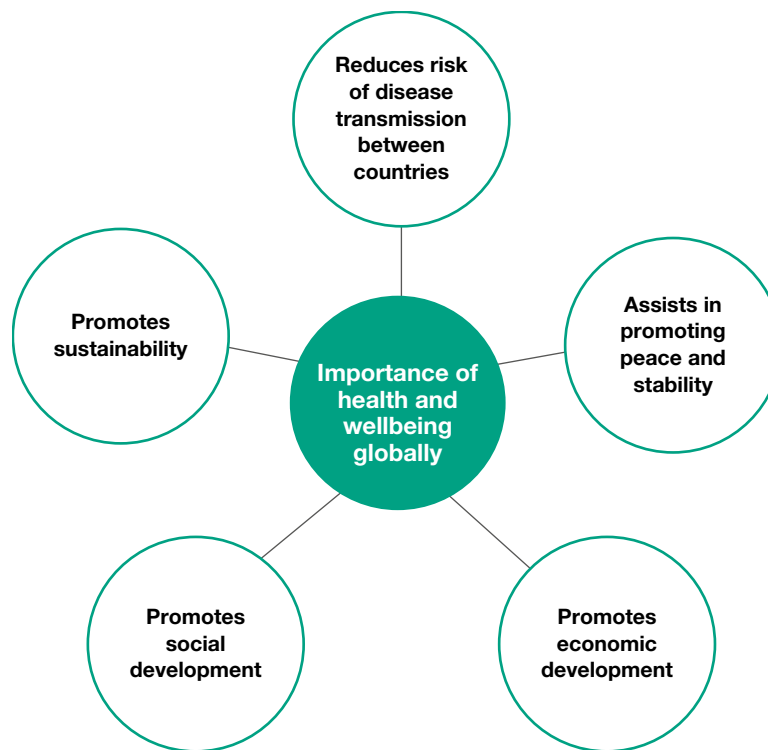 Reduces risk
of disease
transmission
between
countries
Promotes
sustainability
Assists in
promoting
peace and
stability
Importance of
health and
wellbeing
globally
Promotes
social
development
Promotes
economic
development